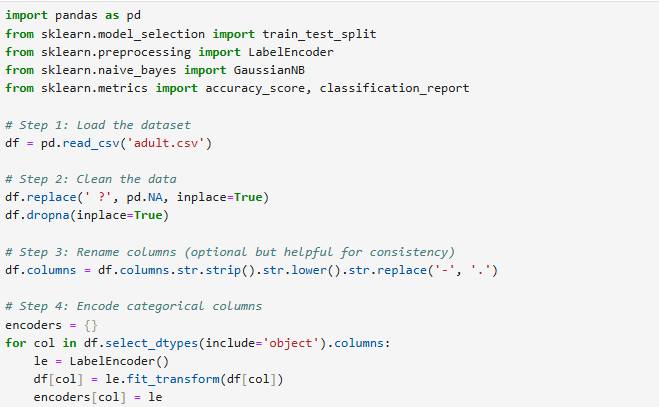 import pandas as pd
from sklearn.model_selection import train_test_split
from sklearn.preprocessing import LabelEncoder
from sklearn.naive_bayes import GaussianNB
from sklearn.metrics import accuracy_score, classification_report

# Step 1: Load the dataset
df = pd.read_csv('adult.csv')

# Step 2: Clean the data
df.replace(' ?', pd.NA, inplace=True)
df.dropna(inplace=True)

# Step 3: Rename columns (optional but helpful for consistency)
df.columns = df.columns.str.strip().str.lower().str.replace('-', '.')

# Step 4: Encode categorical columns
encoders = {}
for col in df.select_dtypes(include='object').columns:
    le = LabelEncoder()
    df[col] = le.fit_transform(df[col])
    encoders[col] = le